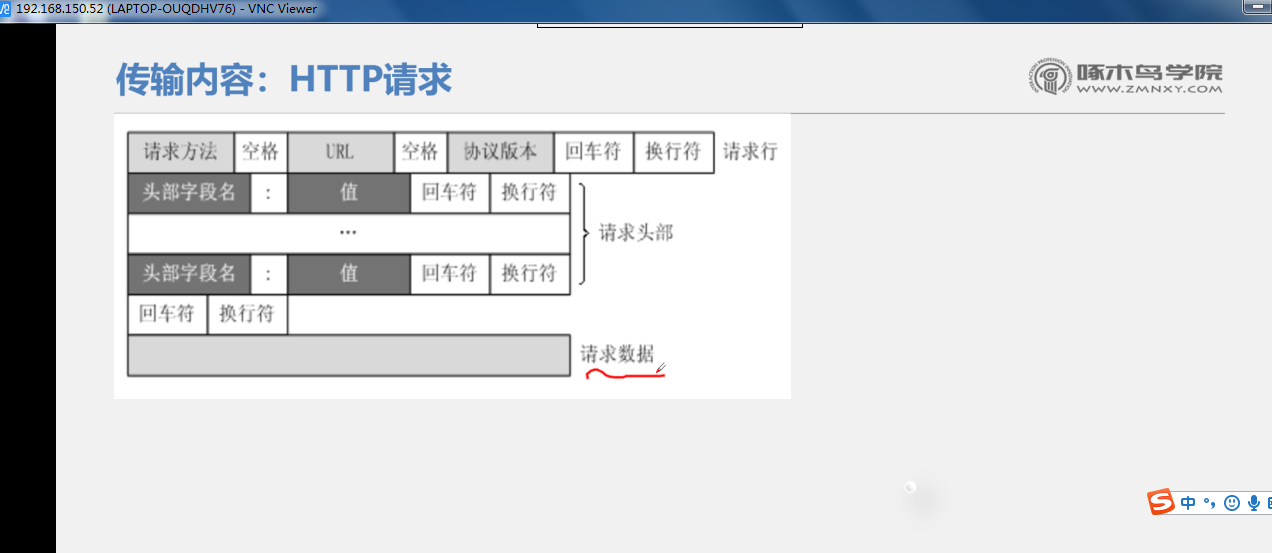 192.168.150.52 (LAPTOP-OUQDHV76) - VNC Viewer
传输内容：HTTP请求
啄木鸟学院
WWW.ZMNXY.COM
请求方法 空格 URL 空格 协议版本 回车符 换行符 请求行
头部字段名 : 值 回车符 换行符
… 请求头部
头部字段名 : 值 回车符 换行符
回车符 换行符
请求数据
中